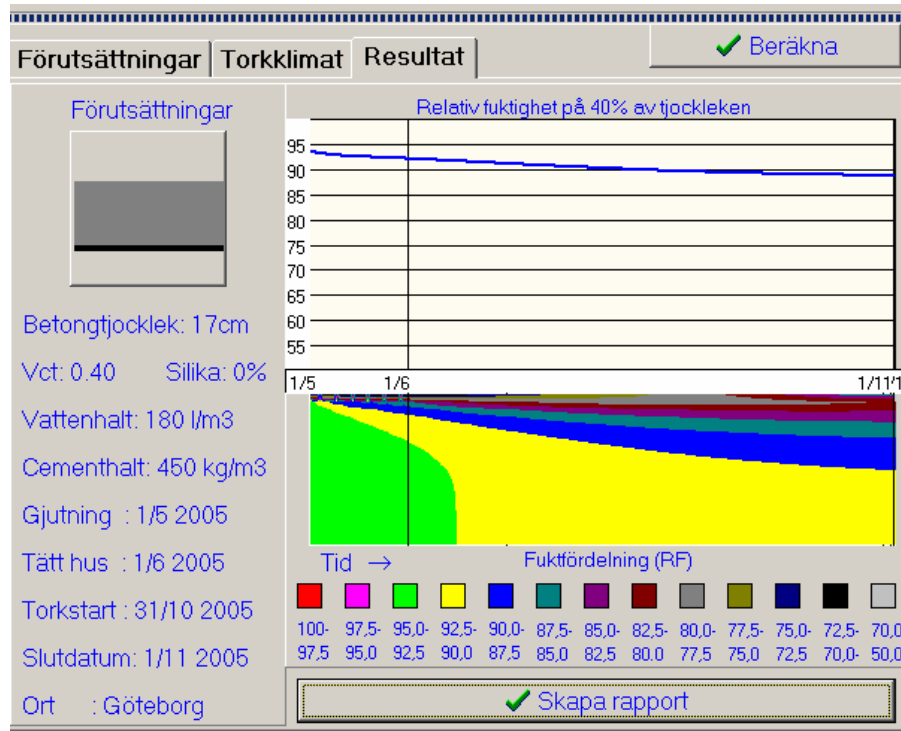 Förutsättningar Torkklimat Resultat Beräkna
Förutsättningar
Betongtjocklek: 17cm
Vct: 0.40 Silika: 0%
Vattenhalt: 180 l/m3
Cementhalt: 450 kg/m3
Gjutning : 1/5 2005
Tätt hus : 1/6 2005
Torkstart : 31/10 2005
Slutdatum: 1/11 2005
Ort : Göteborg
Relativ fuktighet på 40% av tjockleken
95
90
85
80
75
70
65
60
55
1/5 1/6 1/11'1
Tid → Fuktfördelning (RF)
100- 97,5- 95,0- 92,5- 90,0- 87,5- 85,0- 82,5- 80,0- 77,5- 75,0- 72,5- 70,0
97,5 95,0 92,5 90,0 87,5 85,0 82,5 80.0 77,5 75,0 72,5 70,0- 50,0
Skapa rapport